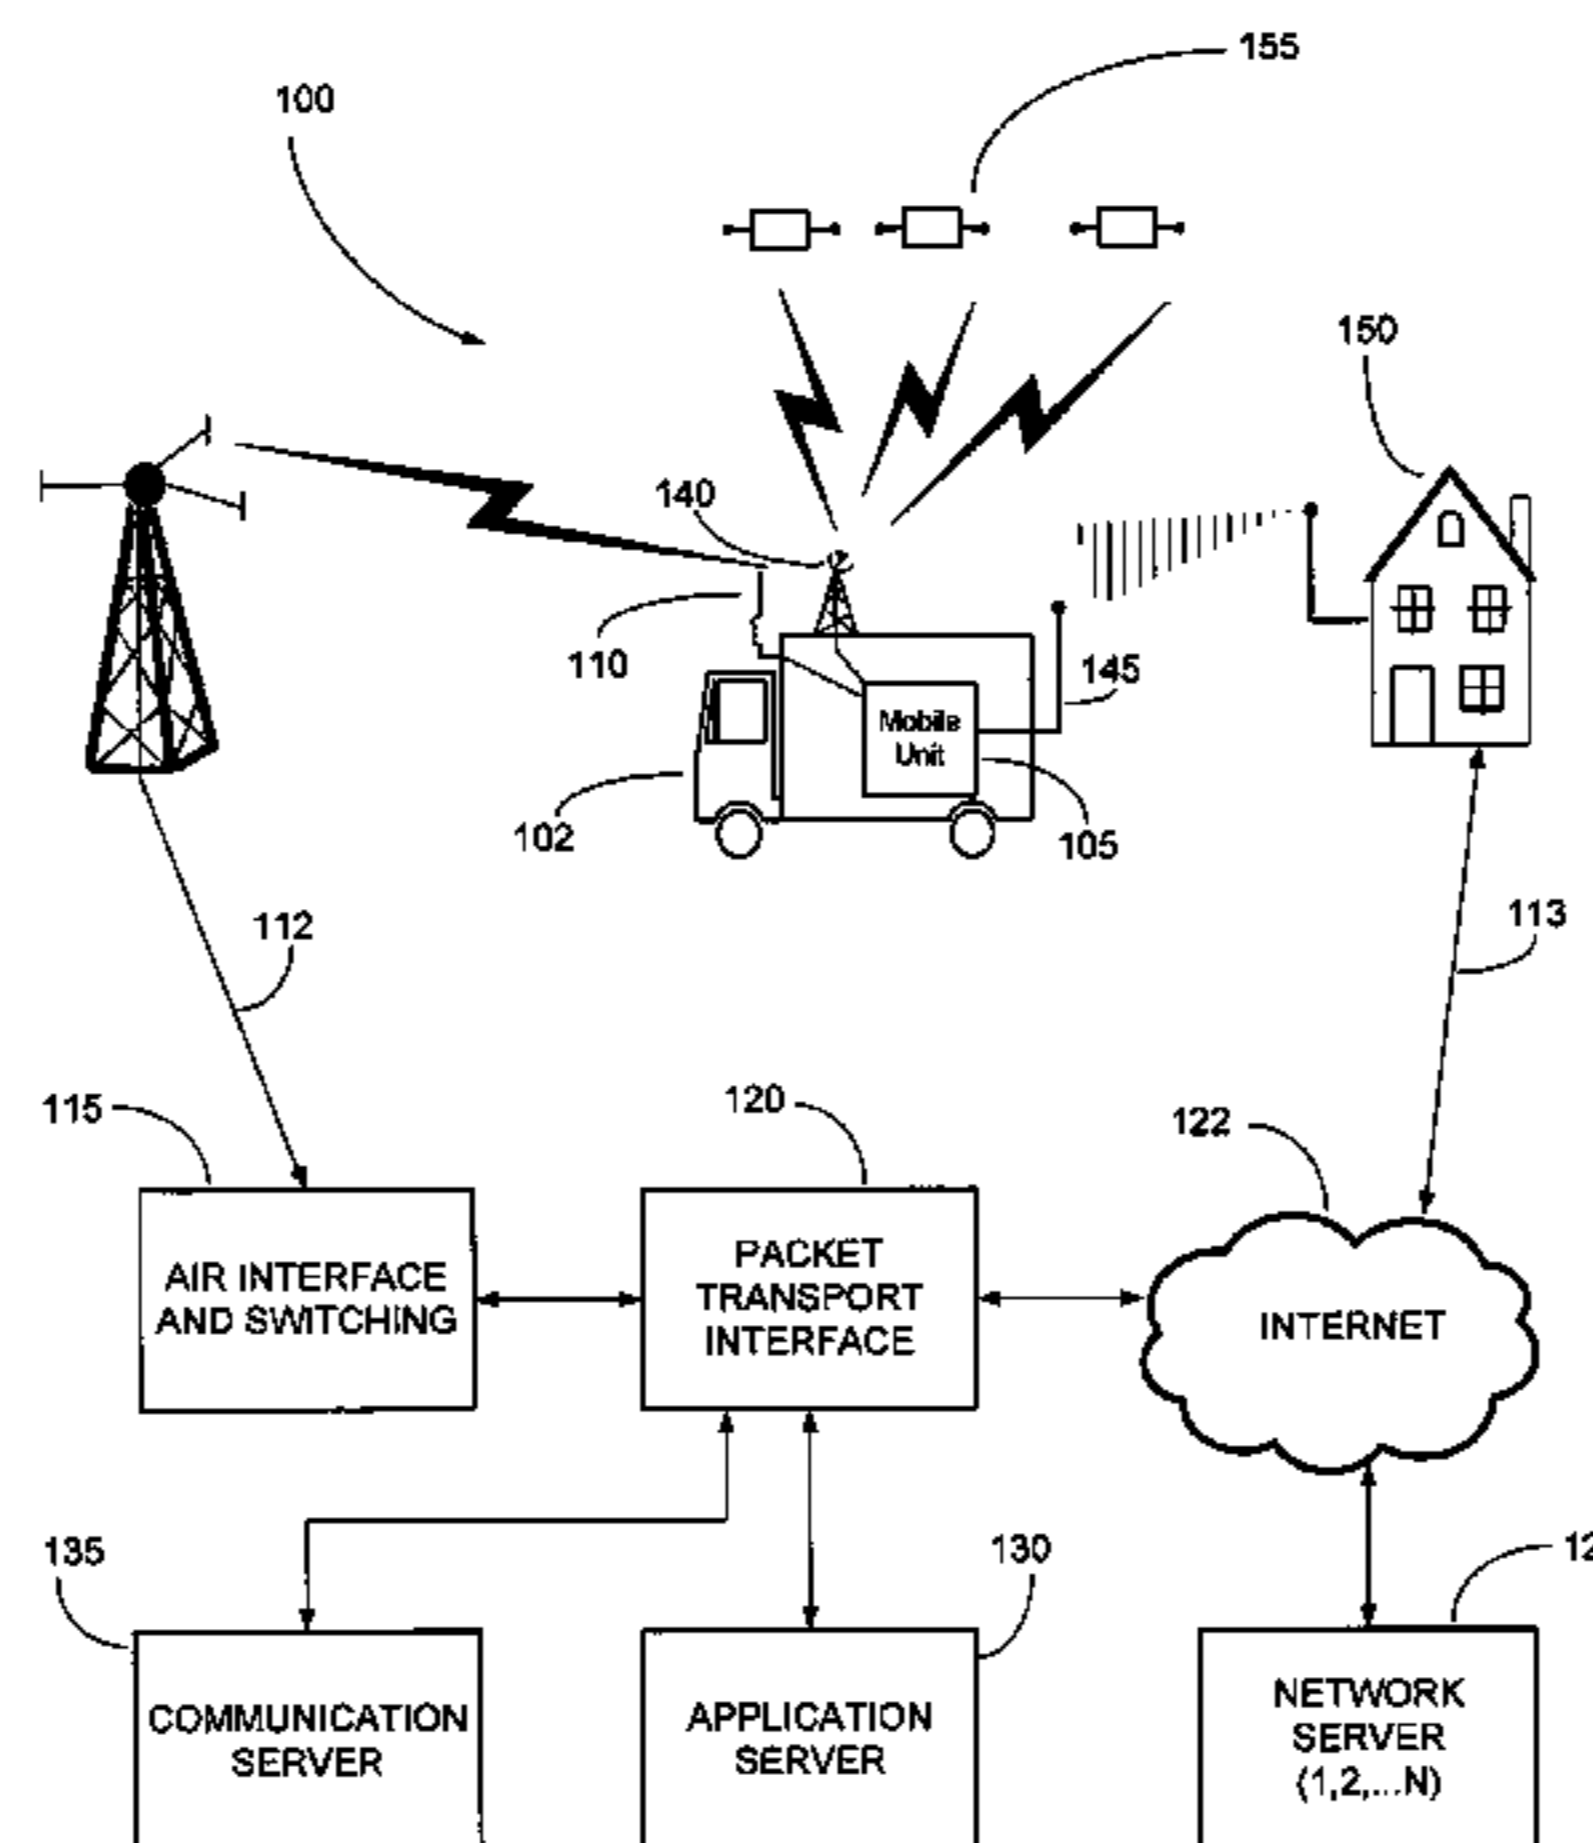 155
100
150
140
110
145
Mobile
Unit
102
105
112
113
115
120
122
AIR INTERFACE
AND SWITCHING
PACKET
TRANSPORT
INTERFACE
INTERNET
135
130
COMMUNICATION
SERVER
APPLICATION
SERVER
NETWORK
SERVER
(1,2,...N)